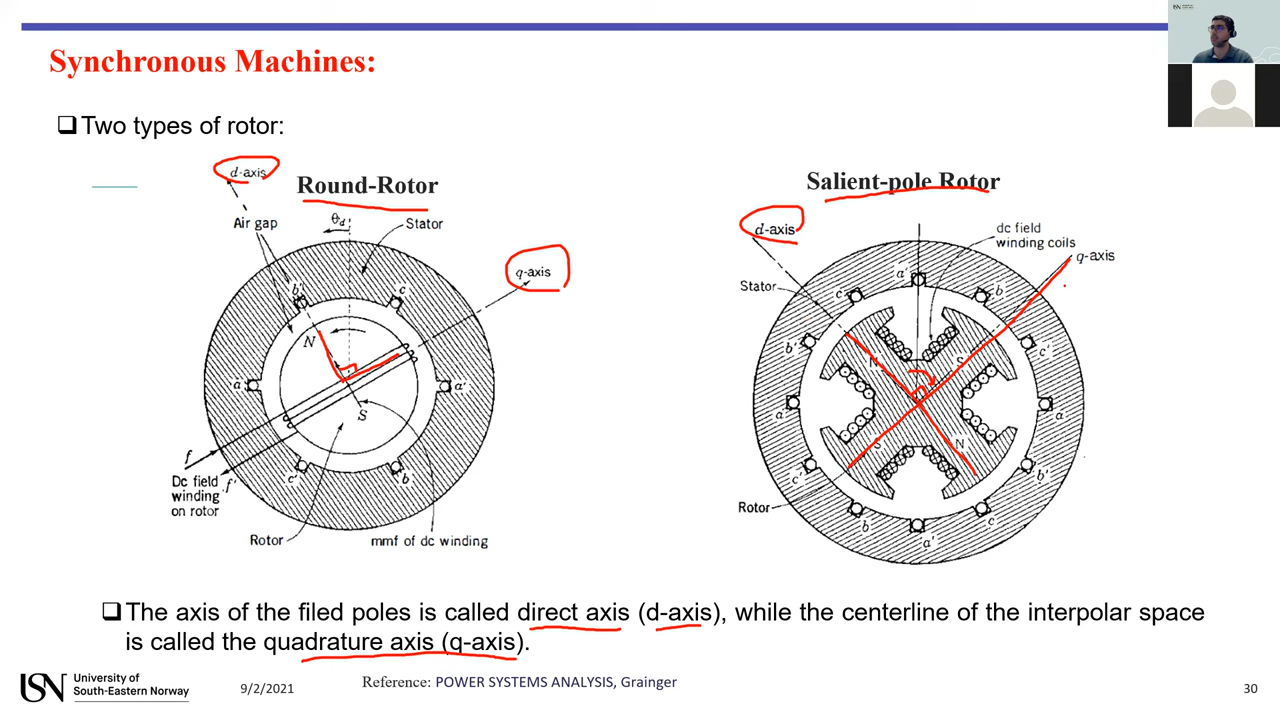 Synchronous Machines:
❑ Two types of rotor:
Round-Rotor
d-axis
Air gap
θd
Stator
q-axis
b'
c
N
a
a'
S
f
c'
b
Dc field
winding f'
on rotor
Rotor
mmf of dc winding
Salient-pole Rotor
d-axis
dc field
winding coils
q-axis
Stator
a'
c
b
b'
c'
N
S
a
a
S
N
c'
b'
Rotor
b
c
a'
❑ The axis of the filed poles is called direct axis (d-axis), while the centerline of the interpolar space
is called the quadrature axis (q-axis).
USN University of
South-Eastern Norway
9/2/2021
Reference: POWER SYSTEMS ANALYSIS, Grainger
30
USN